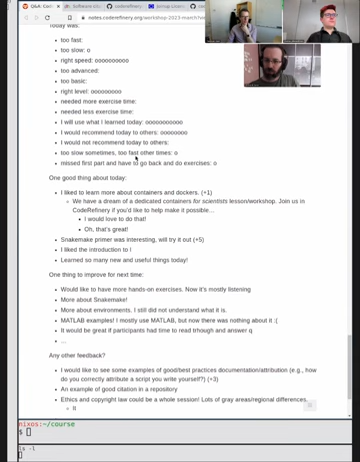 Q&A:
Software
coderefinery
Jupyter
notes.coderefinery.org/workshop-2023-march?
Today was:
too fast:
too slow: o
right speed: oooooooooo
too advanced:
too basic:
right level: ooooooooo
needed more exercise time:
needed less exercise time:
I will use what I learned today: ooooooooooo
I would recommend today to others: oooooooo
I would not recommend today to others:
too slow sometimes, too fast other times: o
missed first part and have to go back and do exercises: o
One good thing about today:
I liked to learn more about containers and dockers. (+1)
We have a dream of a dedicated containers for scientists lesson/workshop. Join us in
CodeRefinery if you'd like to help make it possible...
I would love to do that!
Oh, that's great!
Snakemake primer was interesting, will try it out (+5)
I liked the introduction to !
Learned so many new and useful things today!
One thing to improve for next time:
Would like to have more hands-on exercises. Now it's mostly listening
More about Snakemake!
More about environments. I still did not understand what it is.
MATLAB examples! I mostly use MATLAB, but now there was nothing about it :(
It would be great if participants had time to read trhough and answer q
...
Any other feedback?
I would like to see some examples of good/best practices documentation/attribution (e.g., how
do you correctly attribute a script you write yourself?) (+3)
An example of good citation in a repository
Ethics and copyright law could be a whole session! Lots of gray areas/regional differences.
nixos:~/course
$
ls -l